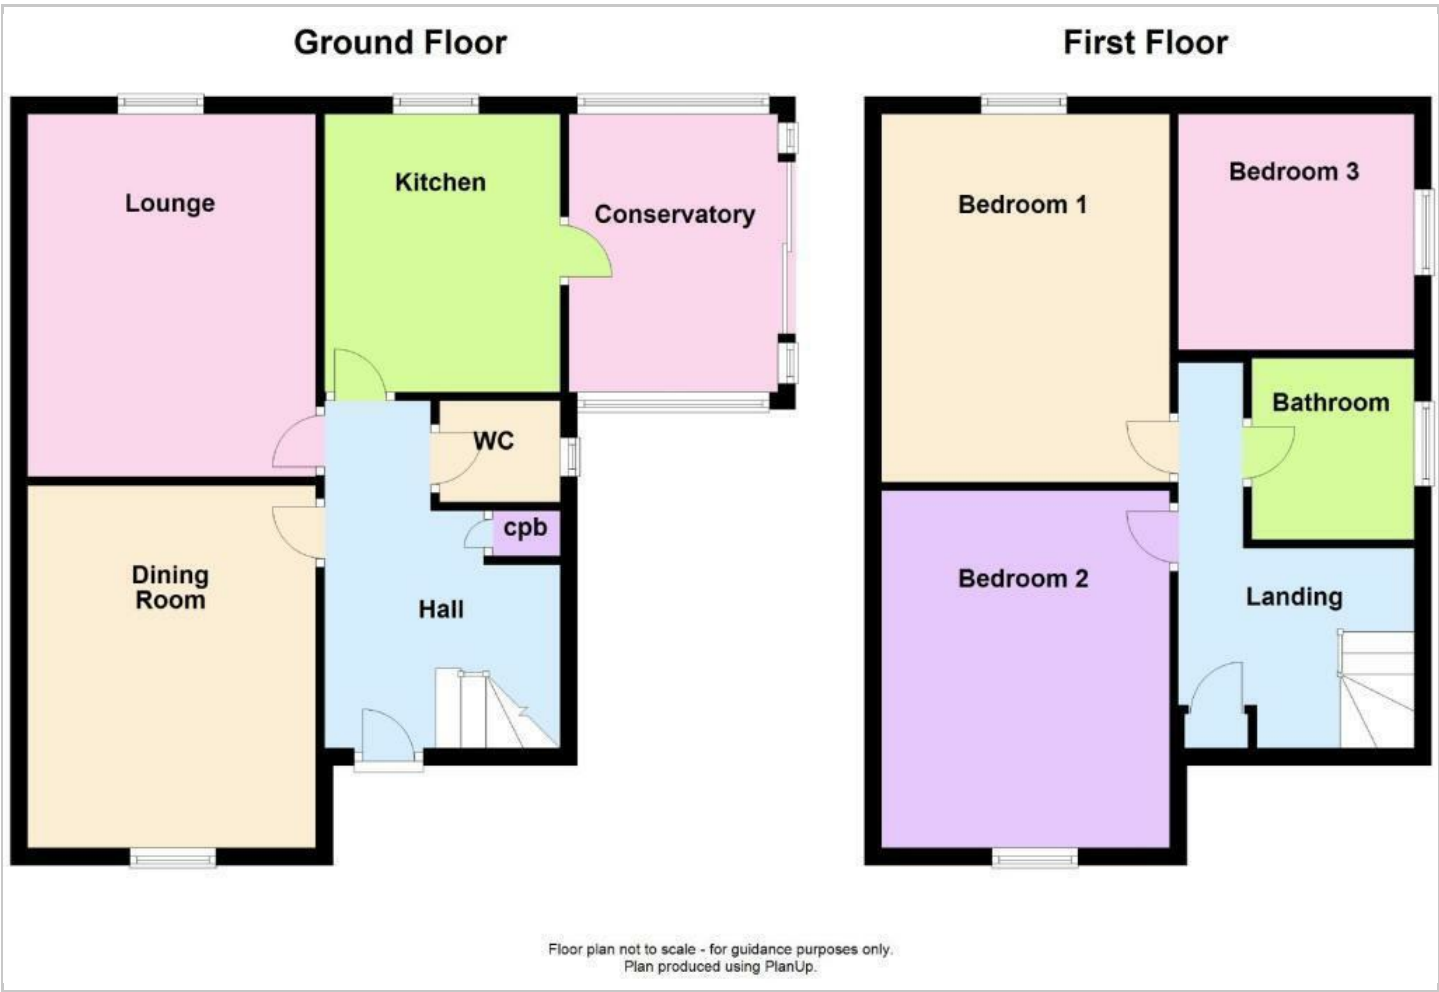 Ground Floor
First Floor
Lounge
Kitchen
Conservatory
WC
cpb
Dining
Room
Hall
Bedroom 1
Bedroom 3
Bathroom
Bedroom 2
Landing
Floor plan not to scale - for guidance purposes only.
Plan produced using PlanUp.